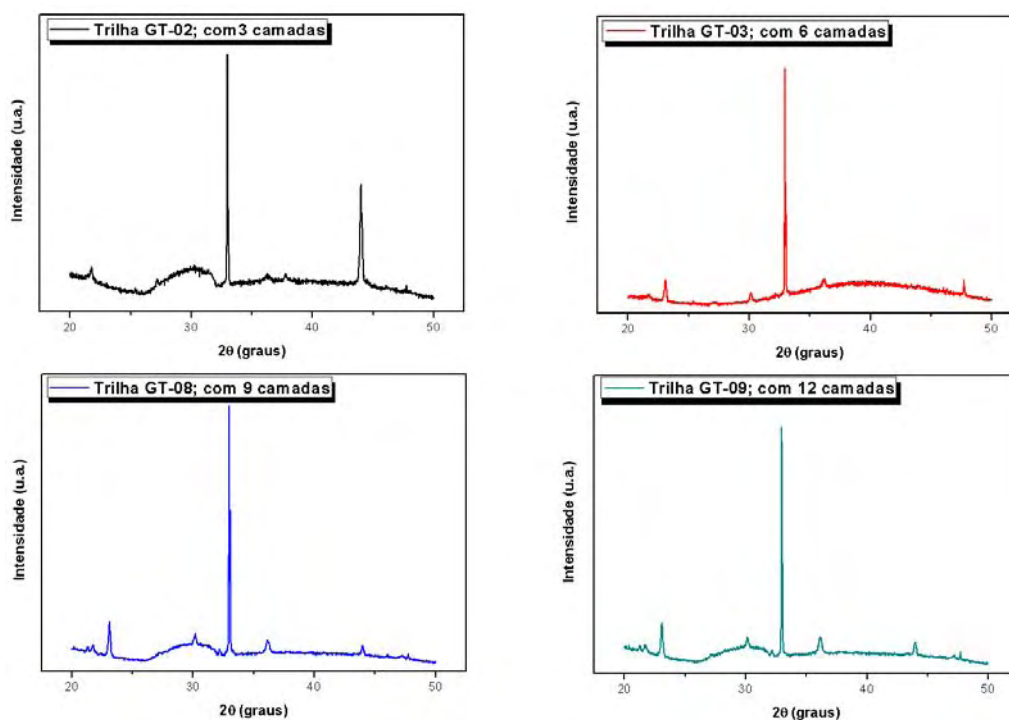 Trilha GT-02; com 3 camadas
Intensidade (u.a.)
20 30 40 50
2θ (graus)
Trilha GT-03; com 6 camadas
Intensidade (u.a.)
20 30 40 50
2θ (graus)
Trilha GT-08; com 9 camadas
Intensidade (u.a.)
20 30 40 50
2θ (graus)
Trilha GT-09; com 12 camadas
Intensidade (u.a.)
20 30 40 50
2θ (graus)